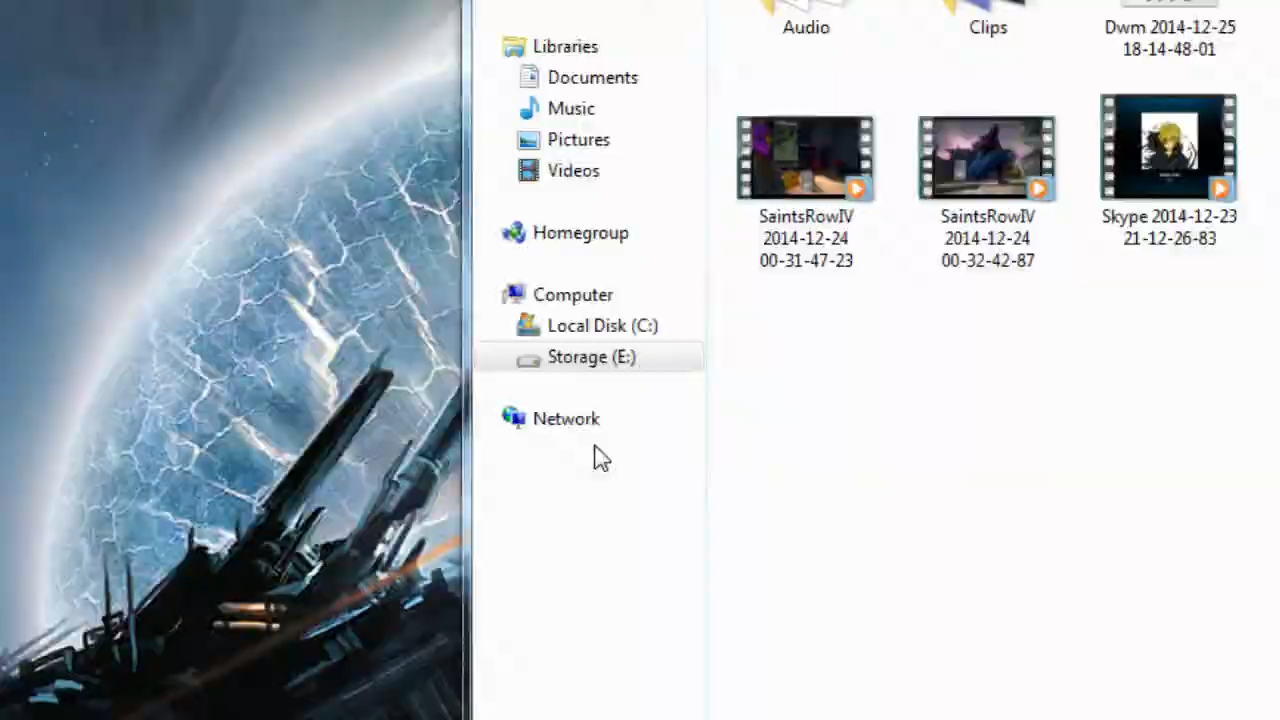 Libraries
Documents
Music
Pictures
Videos
Homegroup
Computer
Local Disk (C:)
Storage (E:)
Network
Audio
Clips
Dwm 2014-12-25
18-14-48-01
SaintsRowIV
2014-12-24
00-31-47-23
SaintsRowIV
2014-12-24
00-32-42-87
Skype 2014-12-23
21-12-26-83